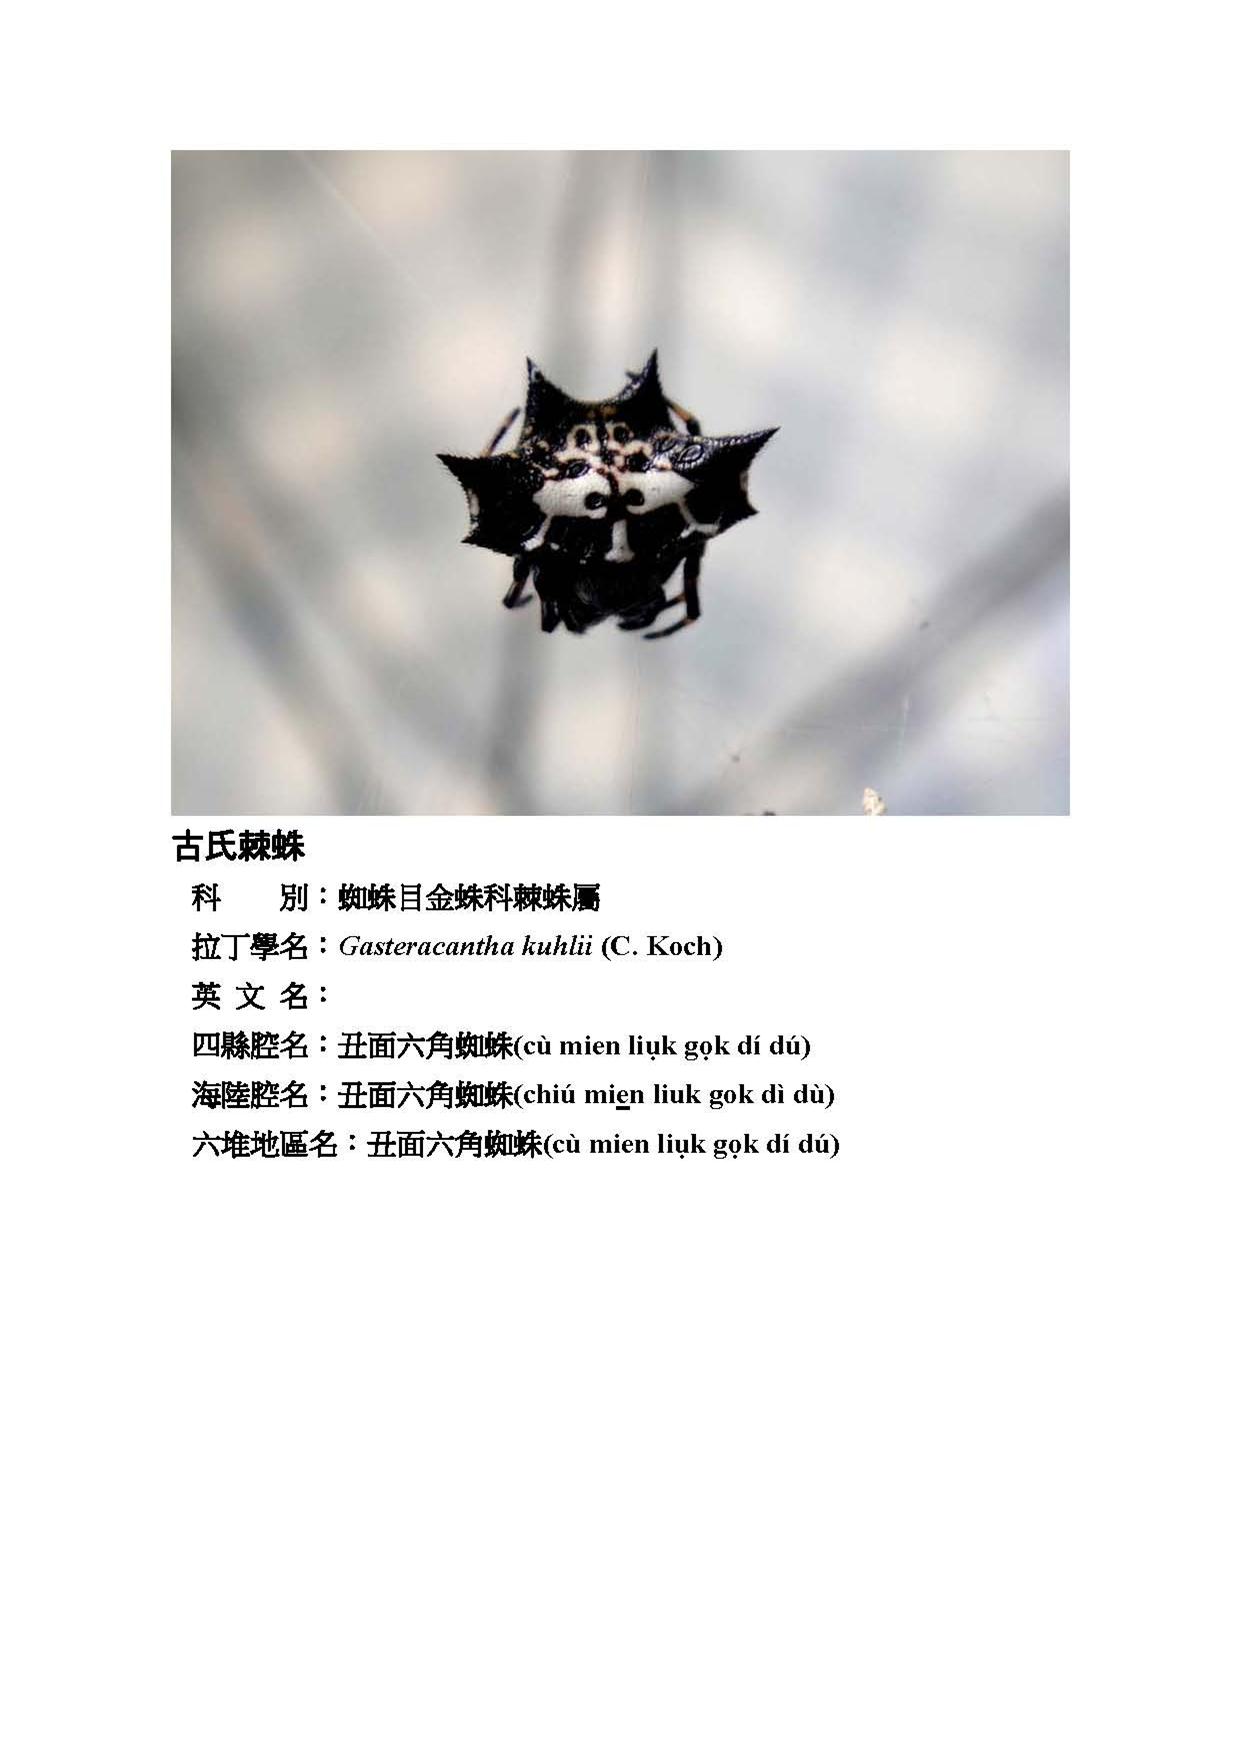 古氏棘蛛
科　　別：蜘蛛目金蛛科棘蛛屬
拉丁學名：Gasteracantha kuhlii (C. Koch)
英 文 名：
四縣腔名：丑面六角蜘蛛(cù mien liụk gọk dí dú)
海陸腔名：丑面六角蜘蛛(chiú mien liuk gok dì dù)
六堆地區名：丑面六角蜘蛛(cù mien liụk gọk dí dú)